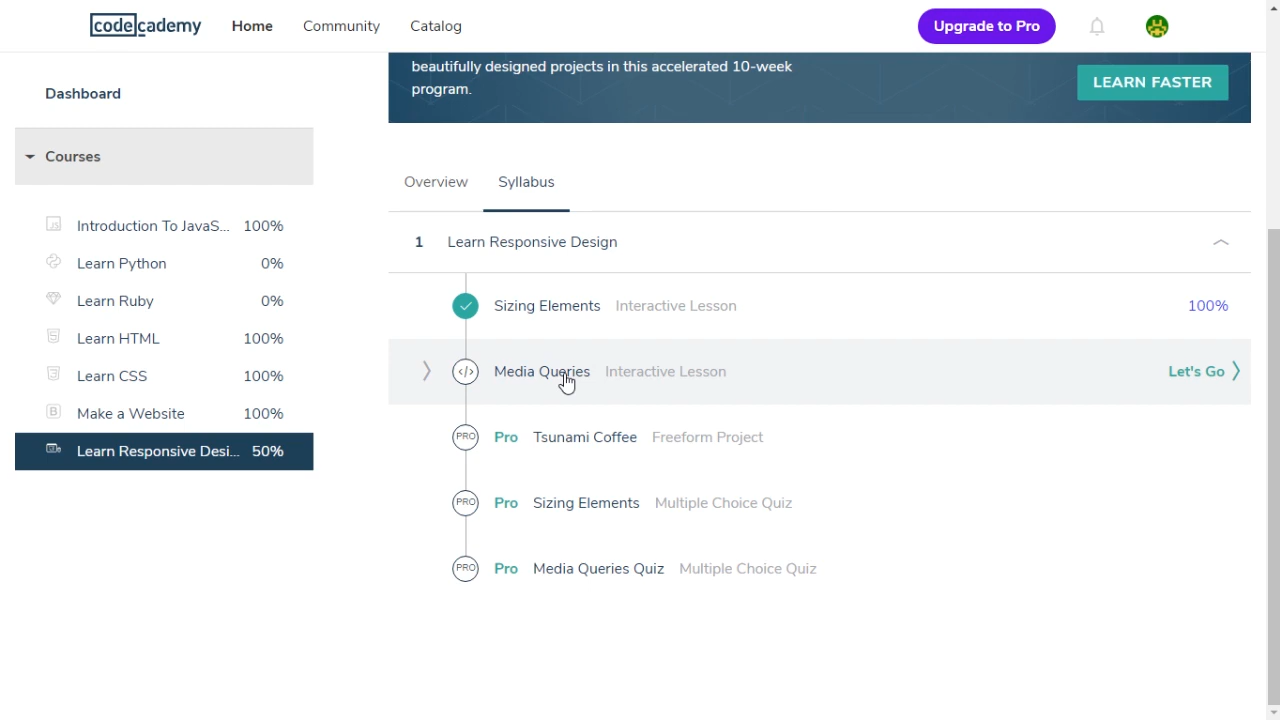 codecademy Home Community Catalog Upgrade to Pro
beautifully designed projects in this accelerated 10-week
program.
LEARN FASTER
Dashboard
Courses
Introduction To JavaS... 100%
Learn Python 0%
Learn Ruby 0%
Learn HTML 100%
Learn CSS 100%
Make a Website 100%
Learn Responsive Desi... 50%
Overview Syllabus
1 Learn Responsive Design
Sizing Elements Interactive Lesson 100%
</> Media Queries Interactive Lesson Let's Go
PRO Pro Tsunami Coffee Freeform Project
PRO Pro Sizing Elements Multiple Choice Quiz
PRO Pro Media Queries Quiz Multiple Choice Quiz